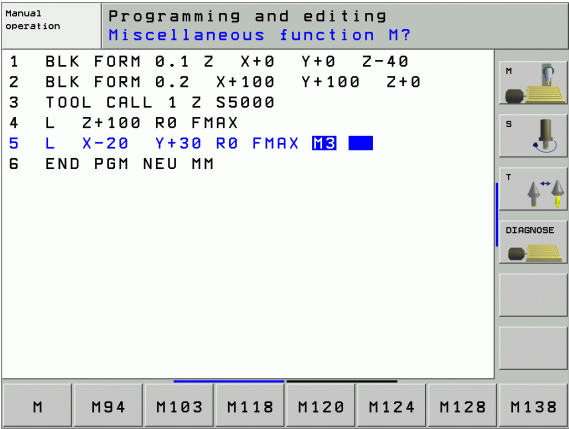 Manual
operation
Programming and editing
Miscellaneous function M?
1 BLK FORM 0.1 Z X+0 Y+0 Z-40
2 BLK FORM 0.2 X+100 Y+100 Z+0
3 TOOL CALL 1 Z S5000
4 L Z+100 R0 FMAX
5 L X-20 Y+30 R0 FMAX M3
6 END PGM NEU MM
M
S
T
DIAGNOSE
M M94 M103 M118 M120 M124 M128 M138